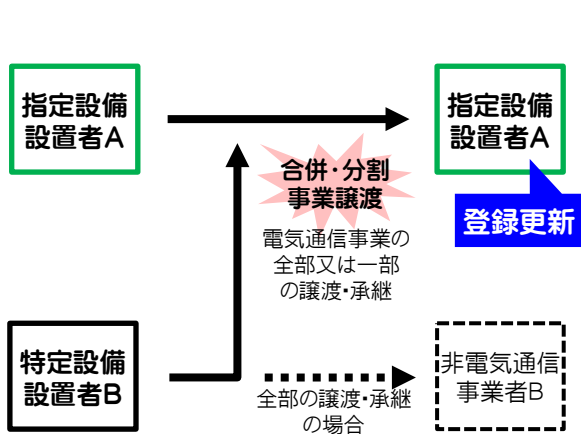 指定設備
設置者A
指定設備
設置者A
合併・分割
事業譲渡
登録更新
電気通信事業の
全部又は一部
の譲渡・承継
特定設備
設置者B
全部の譲渡・承継
の場合
非電気通信
事業者B